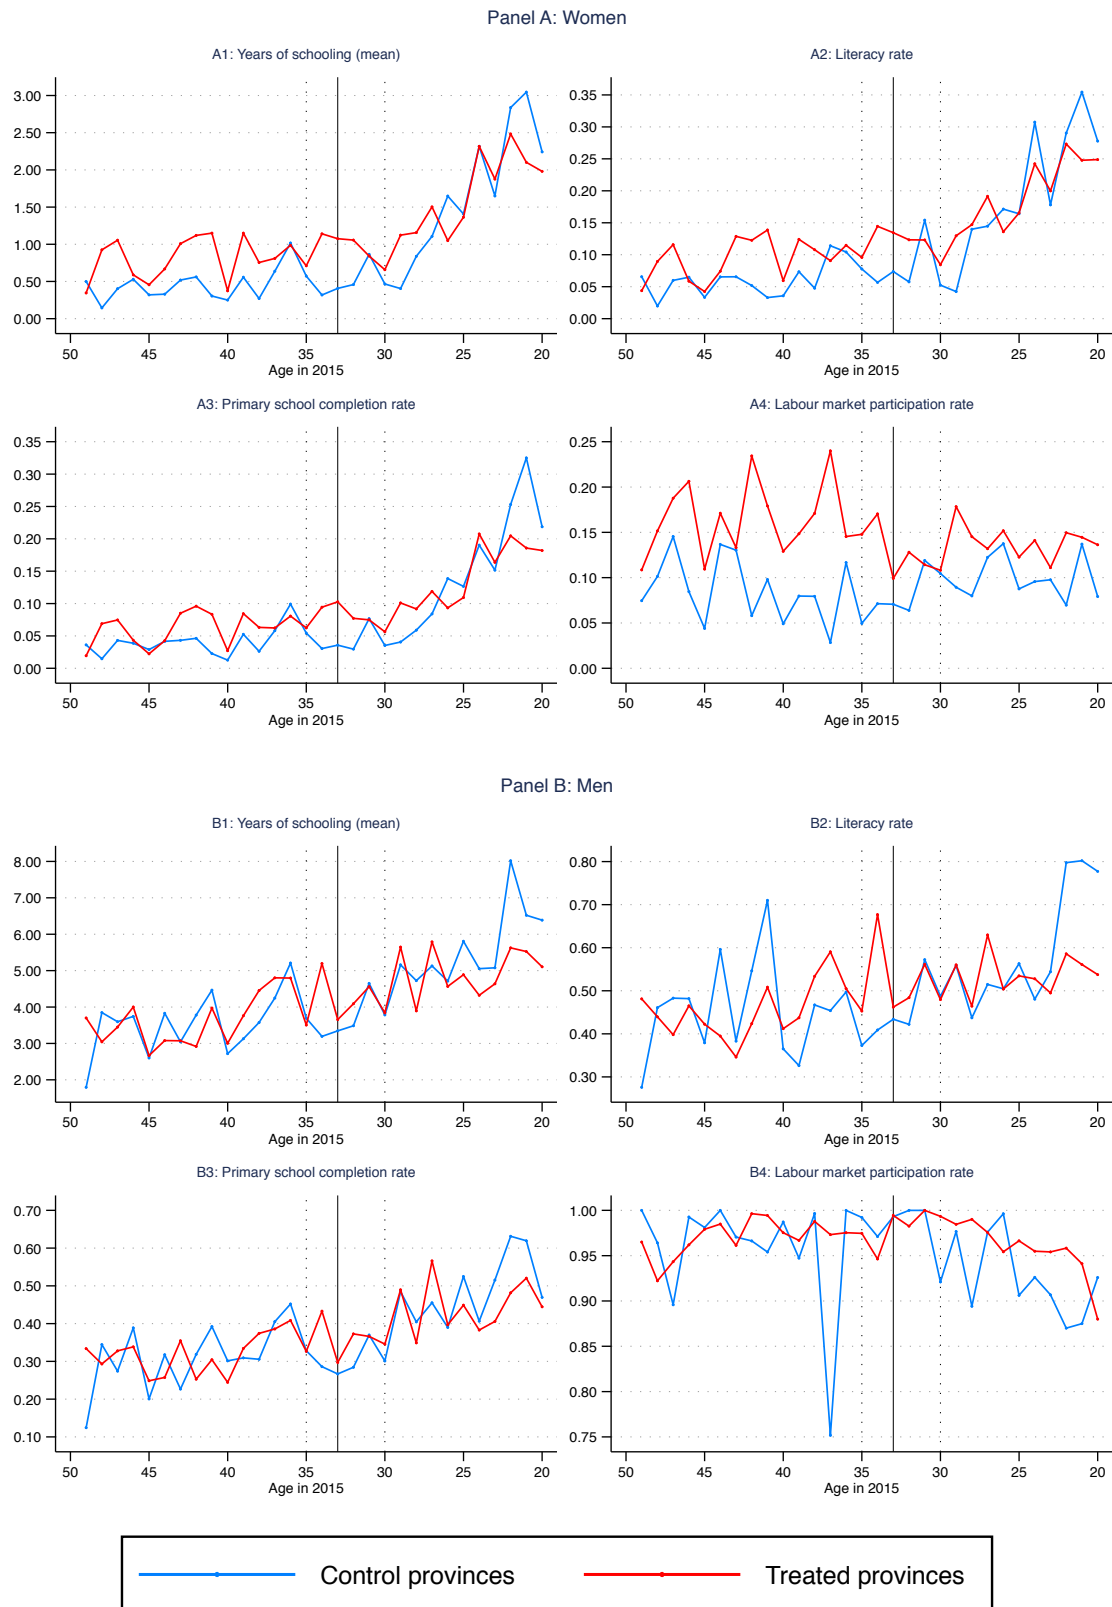 Panel A: Women
A1: Years of schooling (mean)
3.00
2.50
2.00
1.50
1.00
0.50
0.00
50 45 40 35 30 25 20
Age in 2015
A2: Literacy rate
0.35
0.30
0.25
0.20
0.15
0.10
0.05
0.00
50 45 40 35 30 25 20
Age in 2015
A3: Primary school completion rate
0.35
0.30
0.25
0.20
0.15
0.10
0.05
0.00
50 45 40 35 30 25 20
Age in 2015
A4: Labour market participation rate
0.25
0.20
0.15
0.10
0.05
0.00
50 45 40 35 30 25 20
Age in 2015
Panel B: Men
B1: Years of schooling (mean)
8.00
7.00
6.00
5.00
4.00
3.00
2.00
50 45 40 35 30 25 20
Age in 2015
B2: Literacy rate
0.80
0.70
0.60
0.50
0.40
0.30
50 45 40 35 30 25 20
Age in 2015
B3: Primary school completion rate
0.70
0.60
0.50
0.40
0.30
0.20
0.10
50 45 40 35 30 25 20
Age in 2015
B4: Labour market participation rate
1.00
0.95
0.90
0.85
0.80
0.75
50 45 40 35 30 25 20
Age in 2015
Control provinces Treated provinces